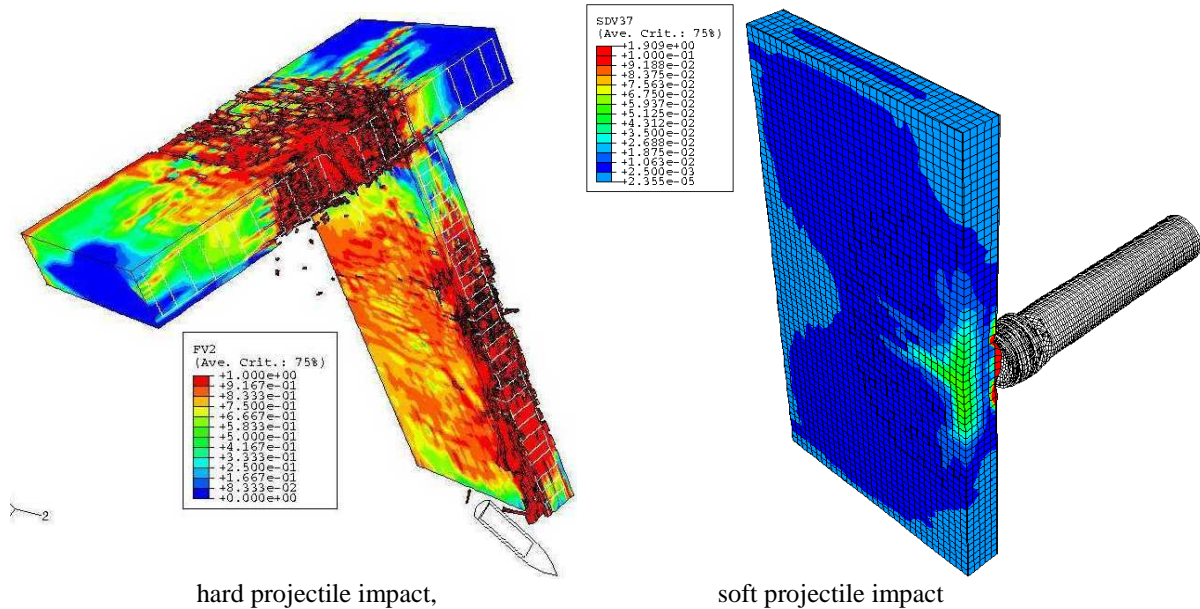 FV2
(Ave. Crit.: 75%)
+1.000e+00
+9.167e-01
+8.333e-01
+7.500e-01
+6.667e-01
+5.833e-01
+5.000e-01
+4.167e-01
+3.333e-01
+2.500e-01
+1.667e-01
+8.333e-02
+0.000e+00
2
hard projectile impact,
SDV37
(Ave. Crit.: 75%)
+1.909e+00
+1.000e-01
+9.188e-02
+8.375e-02
+7.563e-02
+6.750e-02
+5.937e-02
+5.125e-02
+4.312e-02
+3.500e-02
+2.688e-02
+1.875e-02
+1.063e-02
+2.500e-03
+2.355e-05
soft projectile impact